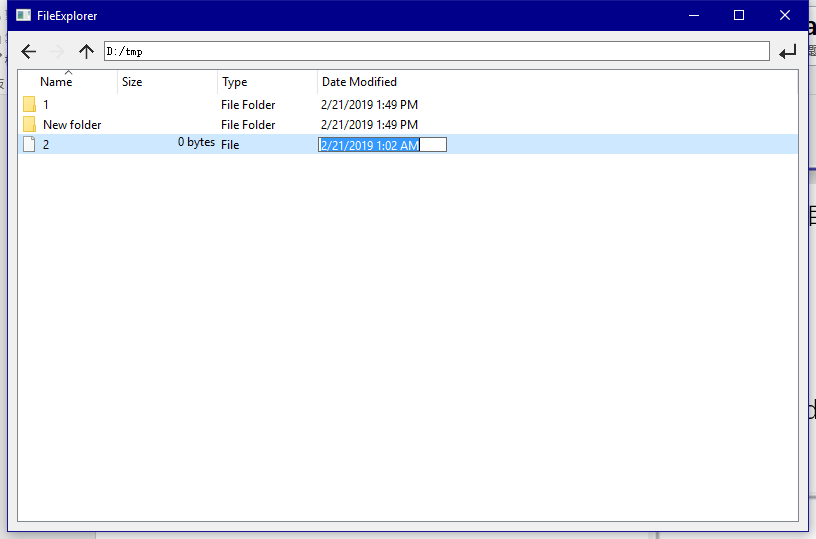 FileExplorer
D:/tmp
Name Size Type Date Modified
1 File Folder 2/21/2019 1:49 PM
New folder File Folder 2/21/2019 1:49 PM
2 0 bytes File 2/21/2019 1:02 AM